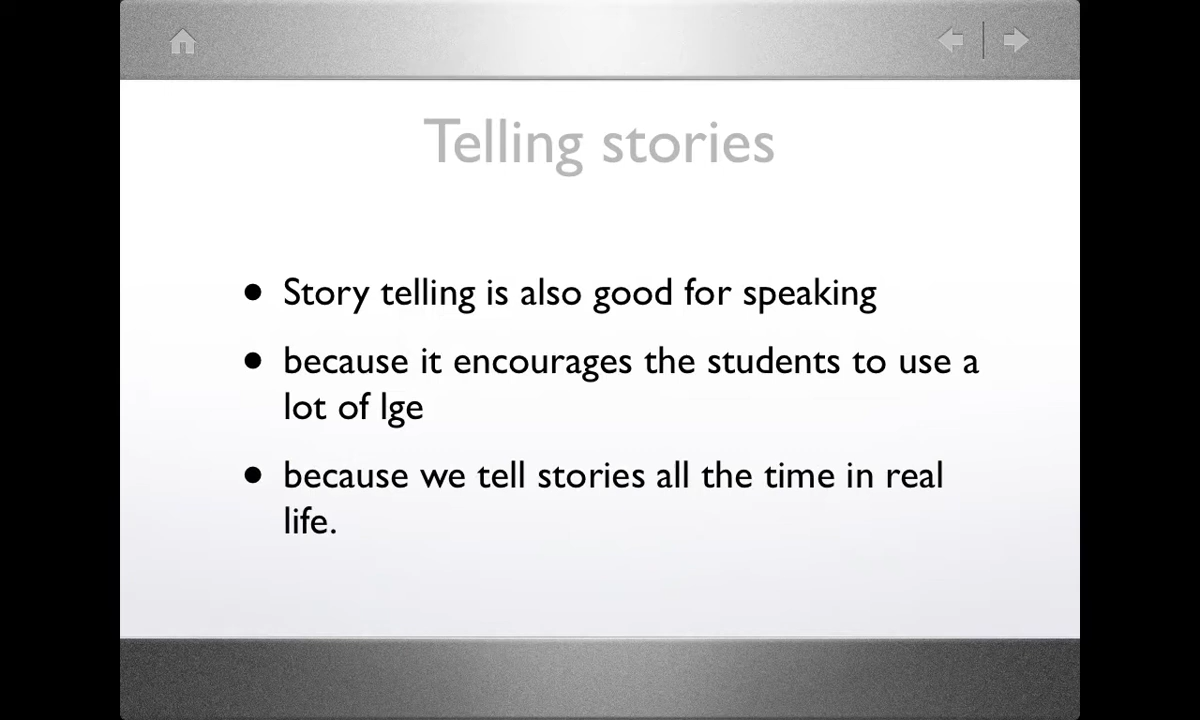 Telling stories
• Story telling is also good for speaking
• because it encourages the students to use a
lot of lge
• because we tell stories all the time in real
life.